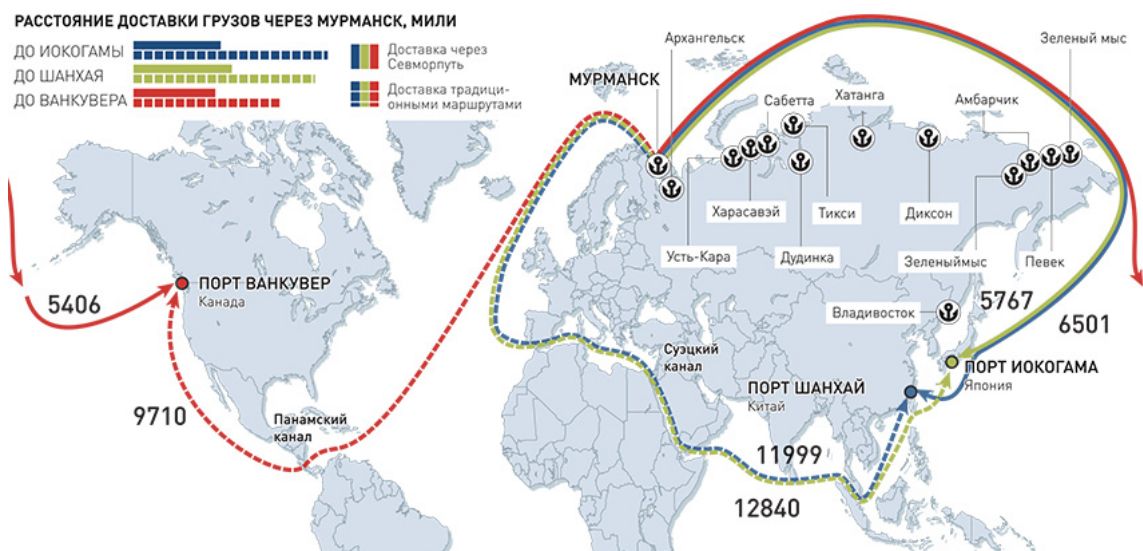 РАССТОЯНИЕ ДОСТАВКИ ГРУЗОВ ЧЕРЕЗ МУРМАНСК, МИЛИ
ДО ИОКОГАМЫ
ДО ШАНХАЯ
ДО ВАНКУВЕРА
Доставка через
Севморпуть
Доставка традици-
онными маршрутами
Архангельск
МУРМАНСК
Сабетта
Хатанга
Амбарчик
Зеленый мыс
Харасавэй
Тикси
Диксон
Усть-Кара
Дудинка
Зеленыймыс
Певек
ПОРТ ВАНКУВЕР
Канада
5406
Владивосток
5767
6501
Суэцкий
канал
ПОРТ ИОКОГАМА
Япония
ПОРТ ШАНХАЙ
Китай
9710
Панамский
канал
11999
12840